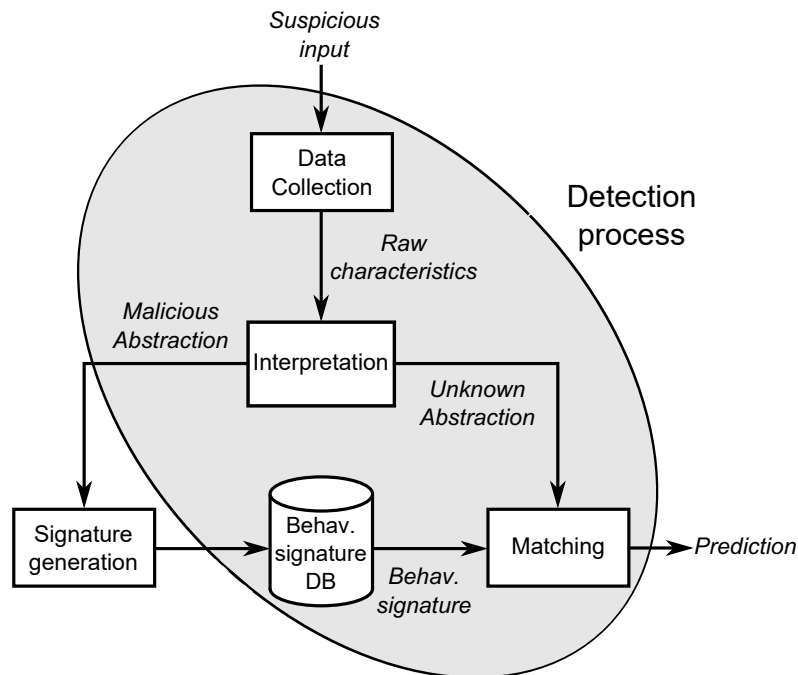 Suspicious
input
Data
Collection
Detection
process
Raw
characteristics
Malicious
Abstraction
Interpretation
Unknown
Abstraction
Signature
generation
Behav.
signature
DB
Behav.
signature
Matching
Prediction